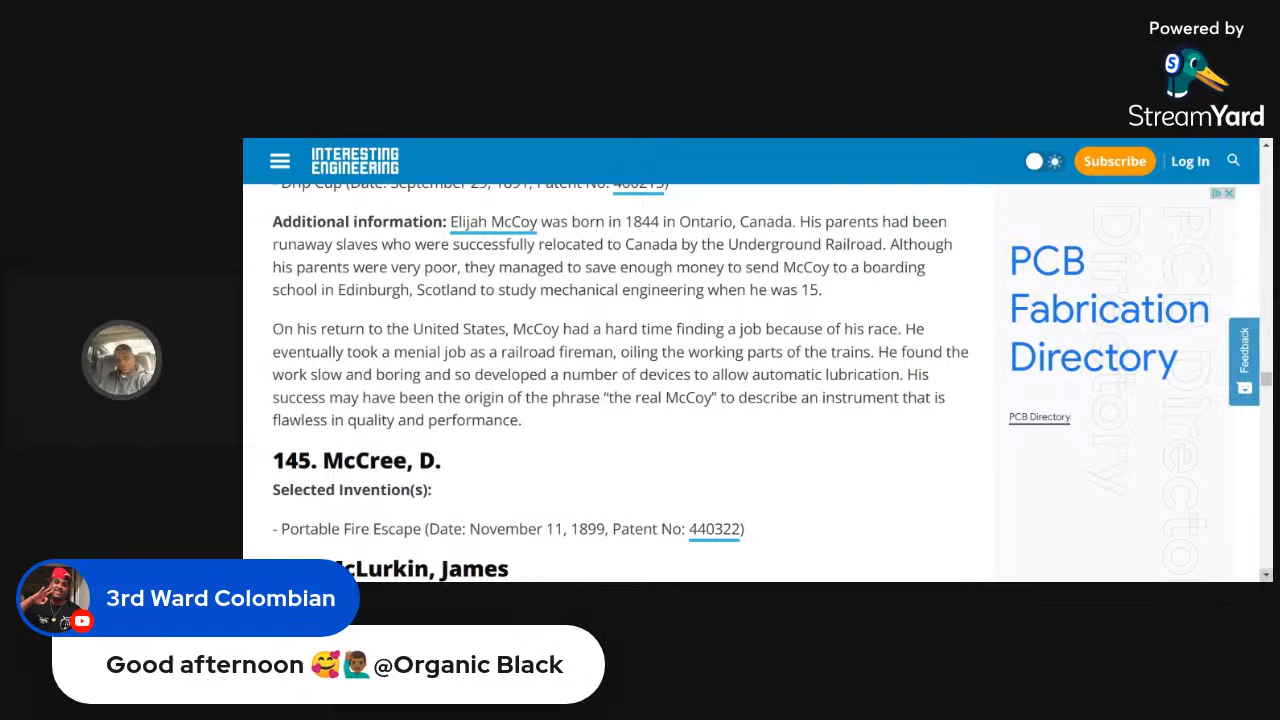 Powered by
StreamYard
INTERESTING
ENGINEERING
Subscribe
Log In
- Drip Cup (Date: September 29, 1891, Patent No:
Additional information: Elijah McCoy was born in 1844 in Ontario, Canada. His parents had been
runaway slaves who were successfully relocated to Canada by the Underground Railroad. Although
his parents were very poor, they managed to save enough money to send McCoy to a boarding
school in Edinburgh, Scotland to study mechanical engineering when he was 15.
On his return to the United States, McCoy had a hard time finding a job because of his race. He
eventually took a menial job as a railroad fireman, oiling the working parts of the trains. He found the
work slow and boring and so developed a number of devices to allow automatic lubrication. His
success may have been the origin of the phrase “the real McCoy” to describe an instrument that is
flawless in quality and performance.
145. McCree, D.
Selected Invention(s):
- Portable Fire Escape (Date: November 11, 1899, Patent No: 440322)
cLurkin, James
PCB
Fabrication
Directory
PCB Directory
Feedback
3rd Ward Colombian
Good afternoon 🥰🙋🏾‍♂️@Organic Black